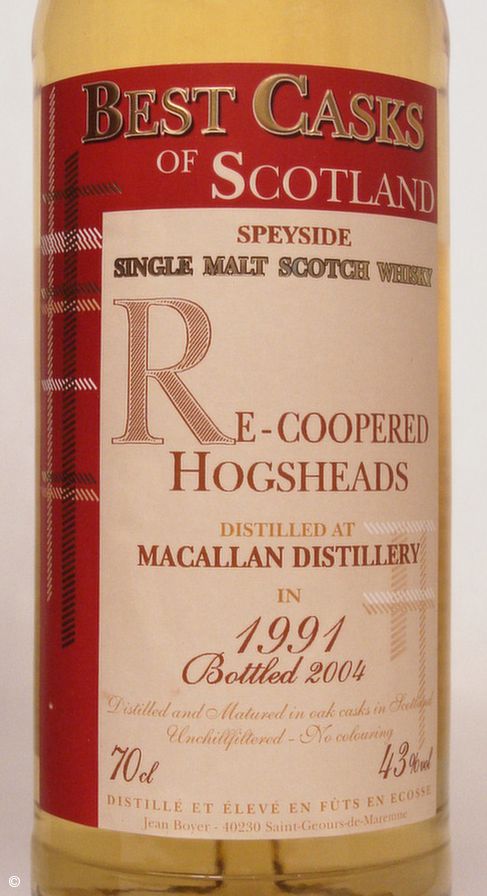 BEST CASKS
OF SCOTLAND
SPEYSIDE
SINGLE MALT SCOTCH WHISKY
RE-COOPERED
HOGSHEADS
DISTILLED AT
MACALLAN DISTILLERY
IN
1991
Bottled 2004
Distilled and Matured in oak casks in Scotland
Unchillfiltered - No colouring
70cl
43%vol
DISTILLÉ ET ÉLEVÉ EN FÛTS EN ECOSSE
Jean Boyer - 40230 Saint-Geours-de-Maremne
©